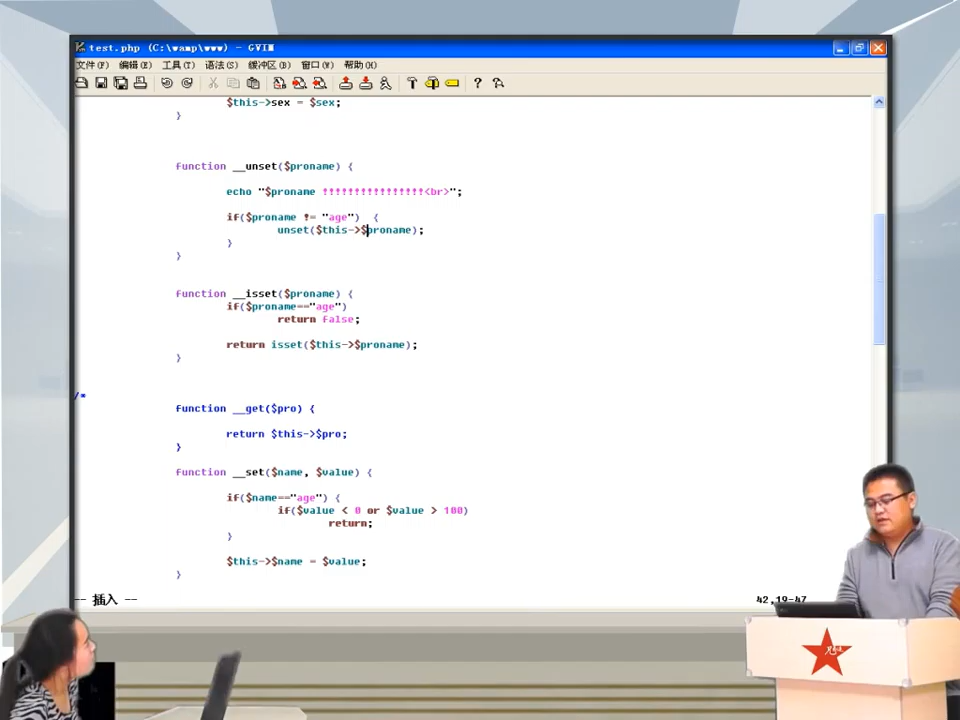 test.php (C:\wamp\www) - GVIM
文件(F) 编辑(E) 工具(T) 语法(S) 缓冲区(B) 窗口(W) 帮助(H)
$this->sex = $sex;
}
function __unset($proname) {
echo "$proname !!!!!!!!!!!!!!!!<br>";
if($proname != "age") {
unset($this->$proname);
}
}
function __isset($proname) {
if($proname=="age")
return false;
return isset($this->$proname);
}
/*
function __get($pro) {
return $this->$pro;
}
function __set($name, $value) {
if($name=="age") {
if($value < 0 or $value > 100)
return;
}
$this->$name = $value;
}
-- 插入 --
42,19-47